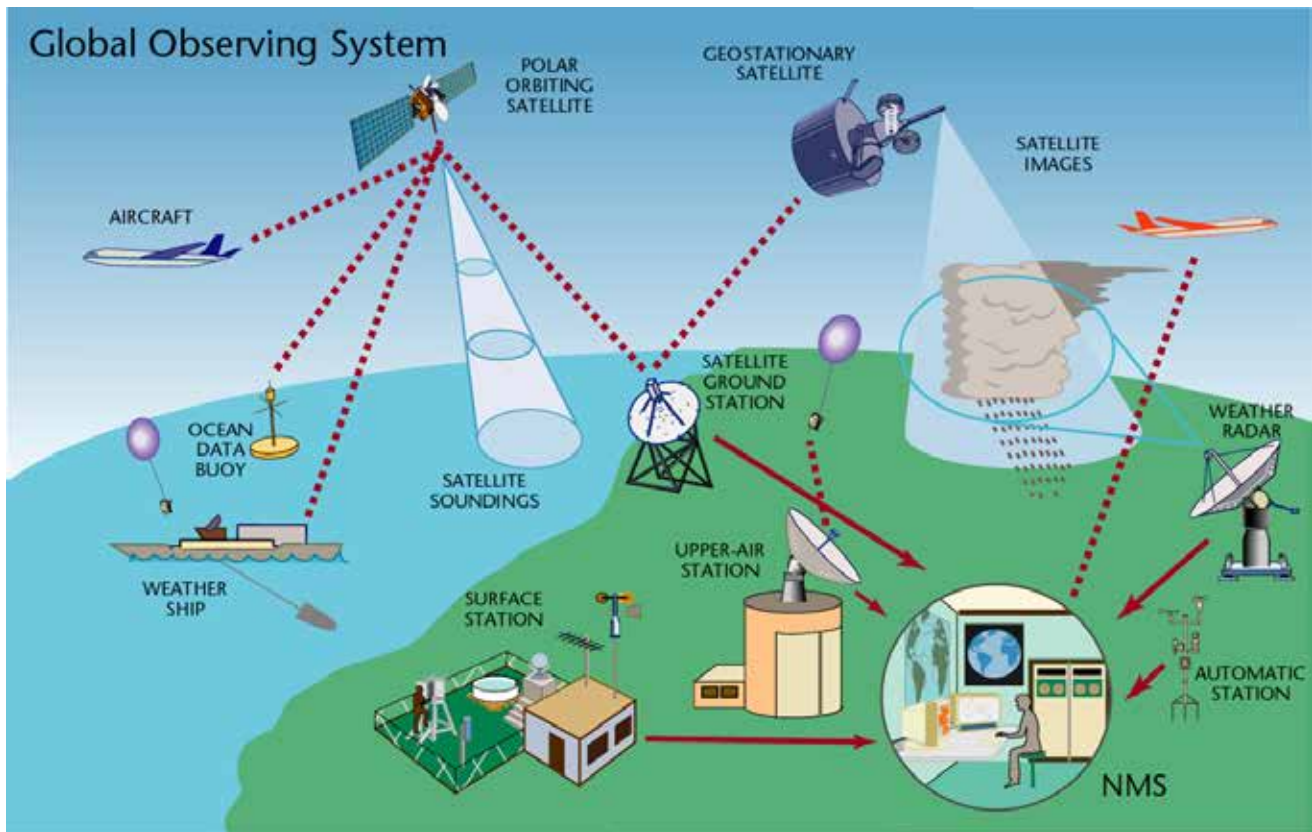 Global Observing System
POLAR
ORBITING
SATELLITE
GEOSTATIONARY
SATELLITE
SATELLITE
IMAGES
AIRCRAFT
SATELLITE
GROUND
STATION
WEATHER
RADAR
OCEAN
DATA
BUOY
SATELLITE
SOUNDINGS
UPPER-AIR
STATION
WEATHER
SHIP
SURFACE
STATION
AUTOMATIC
STATION
NMS